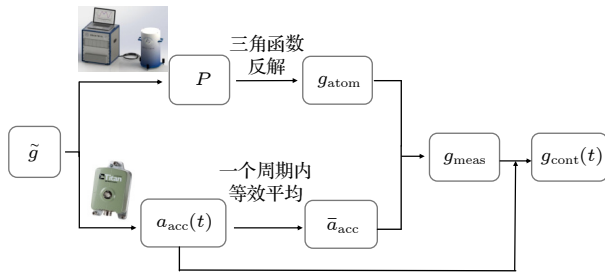 三角函数
反解
P
g_atom
g̃
Titan
g_meas
g_cont(t)
一个周期内
等效平均
a_acc(t)
ā_acc